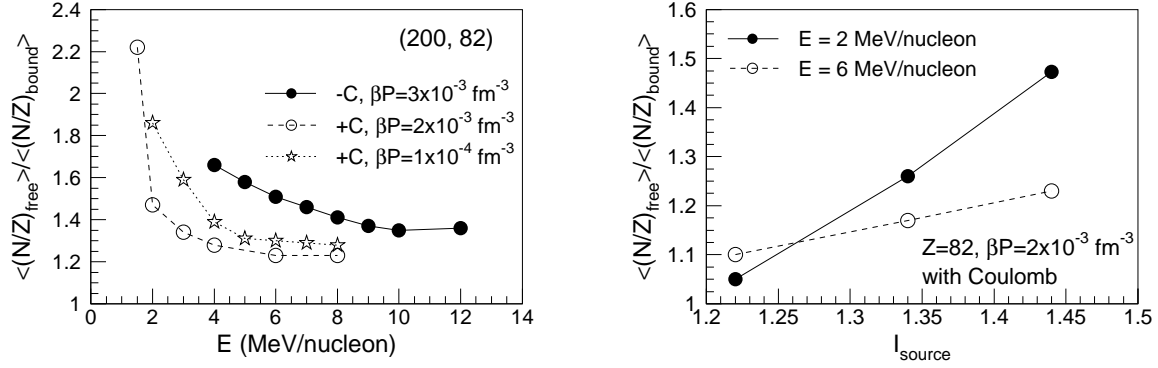 <(N/Z)free>/<(N/Z)bound>
2.4
2.2
2
1.8
1.6
1.4
1.2
1
(200, 82)
-C, βP=3x10-3 fm-3
+C, βP=2x10-3 fm-3
+C, βP=1x10-4 fm-3
0 2 4 6 8 10 12 14
E (MeV/nucleon)
<(N/Z)free>/<(N/Z)bound>
1.6
1.5
1.4
1.3
1.2
1.1
1
E = 2 MeV/nucleon
E = 6 MeV/nucleon
Z=82, βP=2x10-3 fm-3
with Coulomb
1.2 1.25 1.3 1.35 1.4 1.45 1.5
Isource